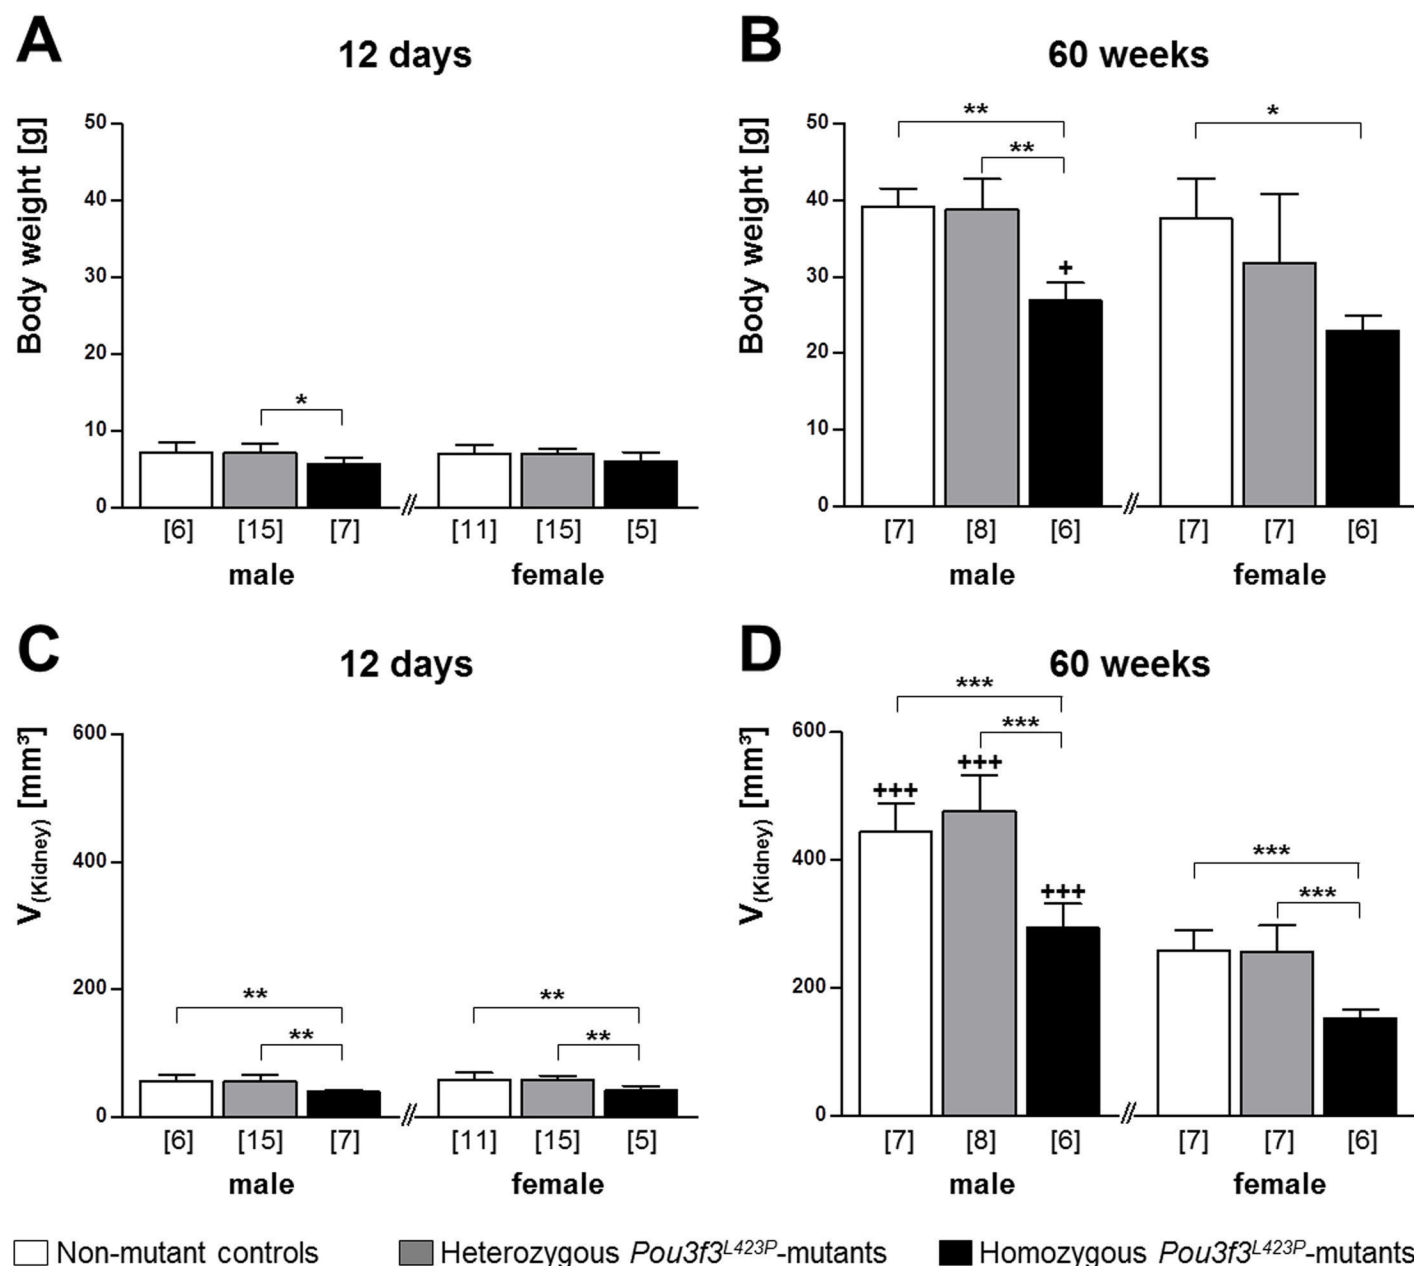 A
12 days
Body weight [g]
50
40
30
20
10
0
*
[6] [15] [7] [11] [15] [5]
male female
B
60 weeks
Body weight [g]
50
40
30
20
10
0
**
**
+
*
[7] [8] [6] [7] [7] [6]
male female
C
12 days
V(Kidney) [mm³]
600
400
200
0
** **
** **
[6] [15] [7] [11] [15] [5]
male female
D
60 weeks
V(Kidney) [mm³]
600
400
200
0
***
***
+++
+++
+++
***
***
[7] [8] [6] [7] [7] [6]
male female
Non-mutant controls Heterozygous Pou3f3L423P-mutants Homozygous Pou3f3L423P-mutants